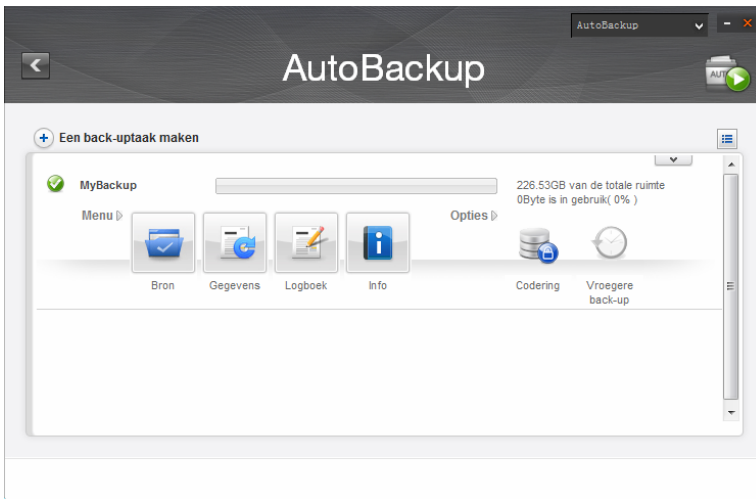 AutoBackup
AutoBackup
AUTO
Een back-uptaak maken
MyBackup
226.53GB van de totale ruimte
0Byte is in gebruik( 0% )
Menu
Opties
Bron
Gegevens
Logboek
Info
Codering
Vroegere
back-up